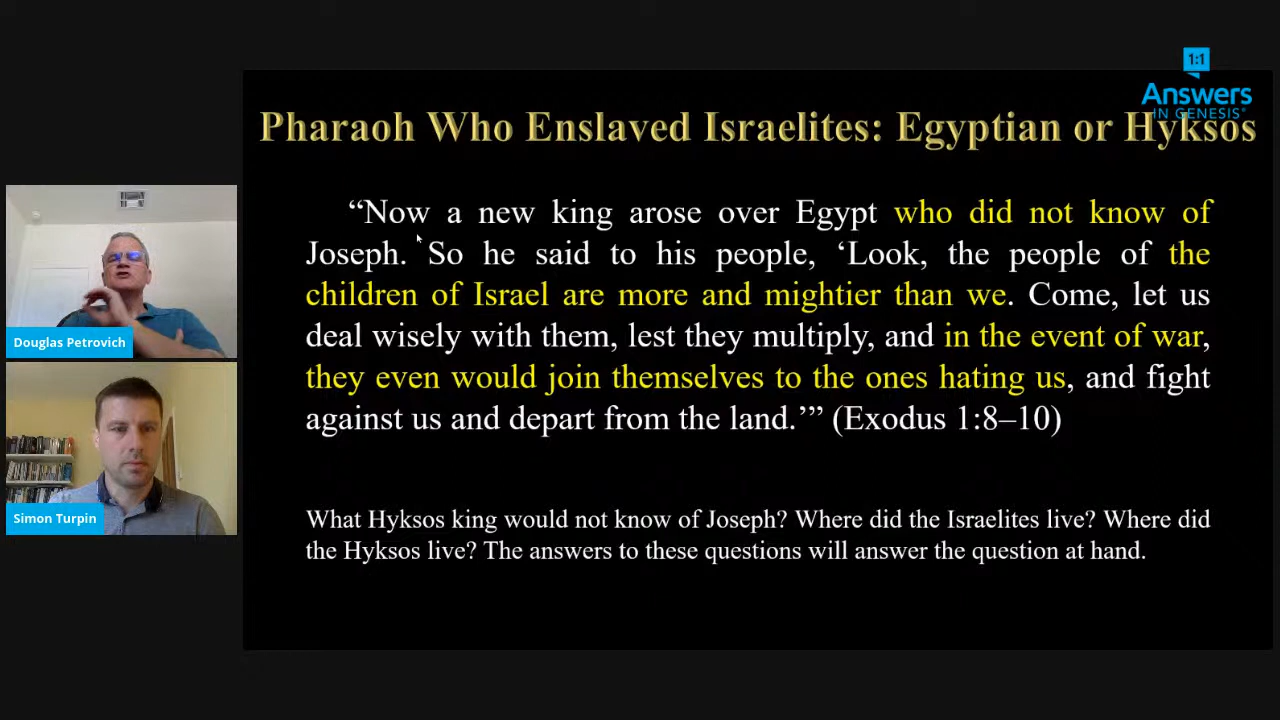 1:1
Answers
IN GENESIS®
Pharaoh Who Enslaved Israelites: Egyptian or Hyksos
“Now a new king arose over Egypt who did not know of
Joseph. So he said to his people, ‘Look, the people of the
children of Israel are more and mightier than we. Come, let us
deal wisely with them, lest they multiply, and in the event of war,
they even would join themselves to the ones hating us, and fight
against us and depart from the land.’” (Exodus 1:8–10)
What Hyksos king would not know of Joseph? Where did the Israelites live? Where did
the Hyksos live? The answers to these questions will answer the question at hand.
Douglas Petrovich
Simon Turpin